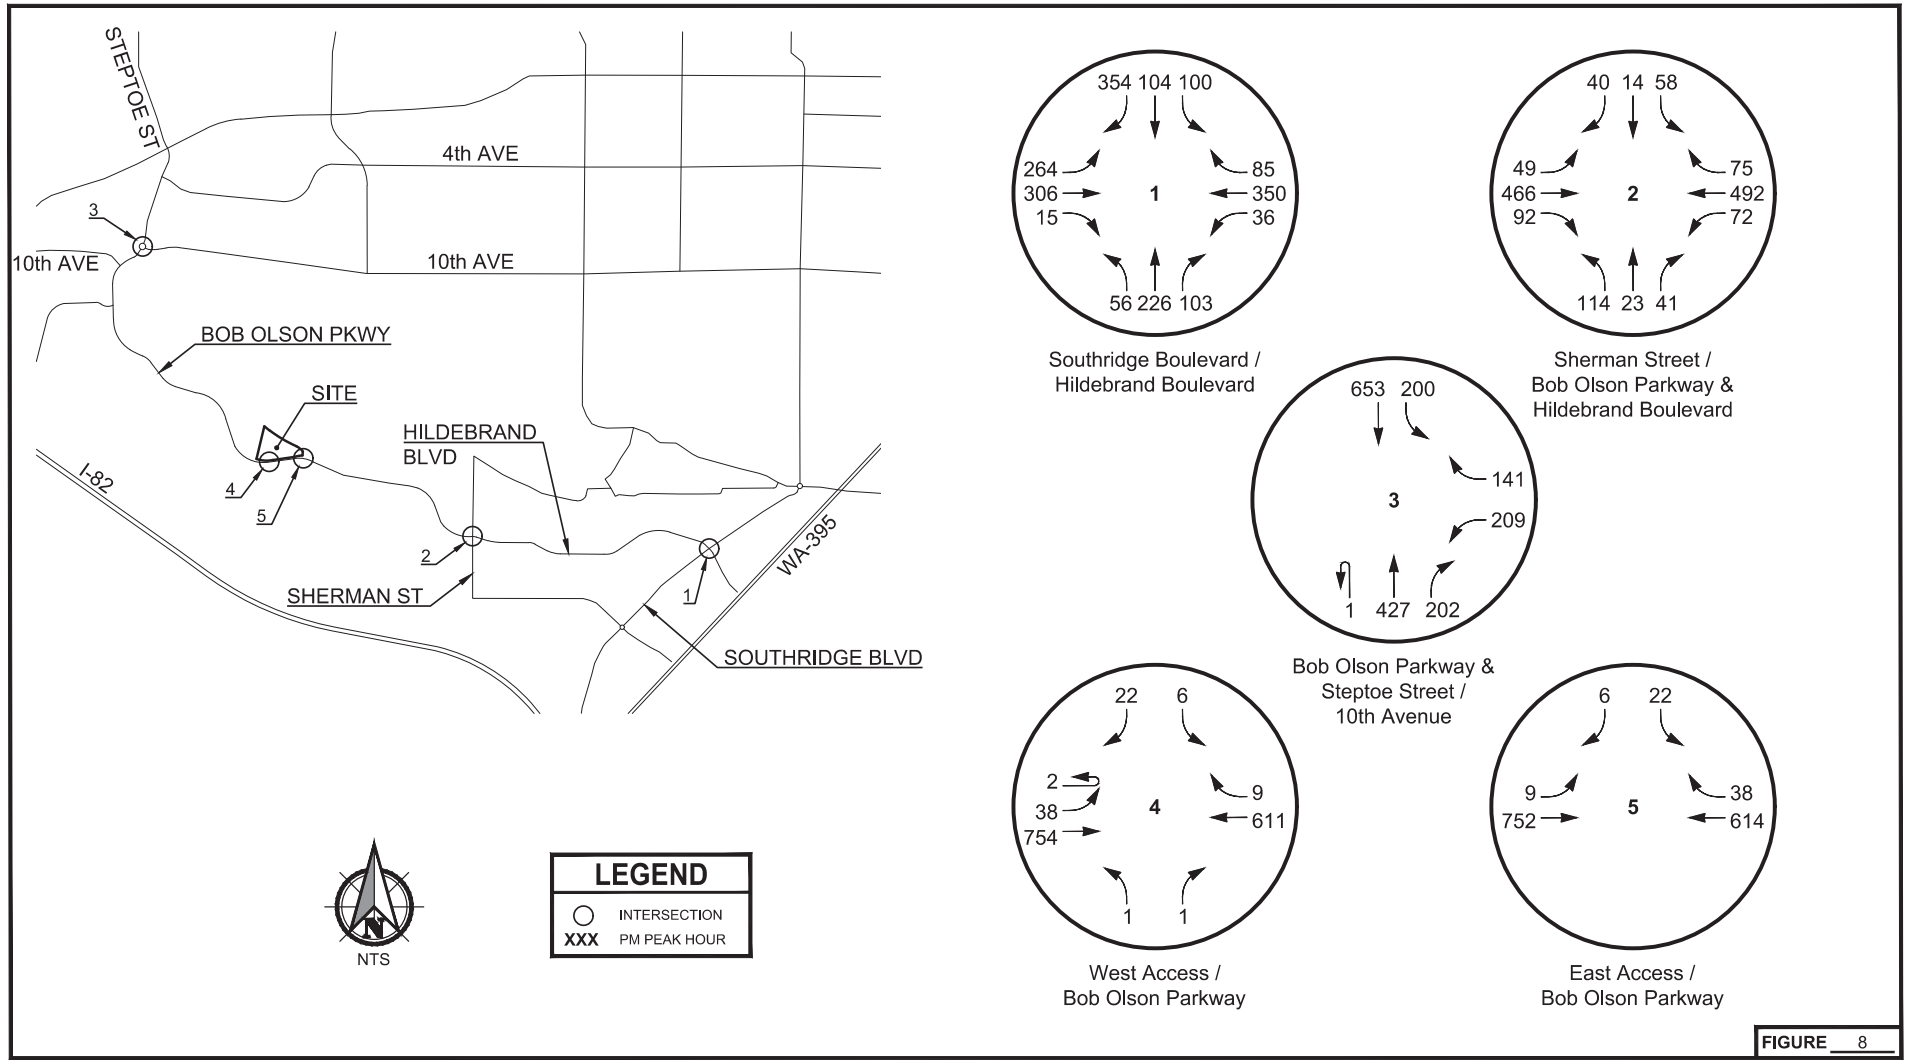 STEPTOE ST
4th AVE
3
10th AVE
10th AVE
BOB OLSON PKWY
SITE
HILDEBRAND
BLVD
I-82
4
5
2
WA-395
SHERMAN ST
1
SOUTHRIDGE BLVD
N
NTS
LEGEND
INTERSECTION
XXX PM PEAK HOUR
354 104 100
264
306
15
1
85
350
36
56 226 103
Southridge Boulevard /
Hildebrand Boulevard
40 14 58
49
466
92
2
75
492
72
114 23 41
Sherman Street /
Bob Olson Parkway &
Hildebrand Boulevard
653 200
141
3
209
1 427 202
Bob Olson Parkway &
Steptoe Street /
10th Avenue
22 6
2
38
754
4
9
611
1 1
West Access /
Bob Olson Parkway
6 22
9
752
5
38
614
East Access /
Bob Olson Parkway
FIGURE 8